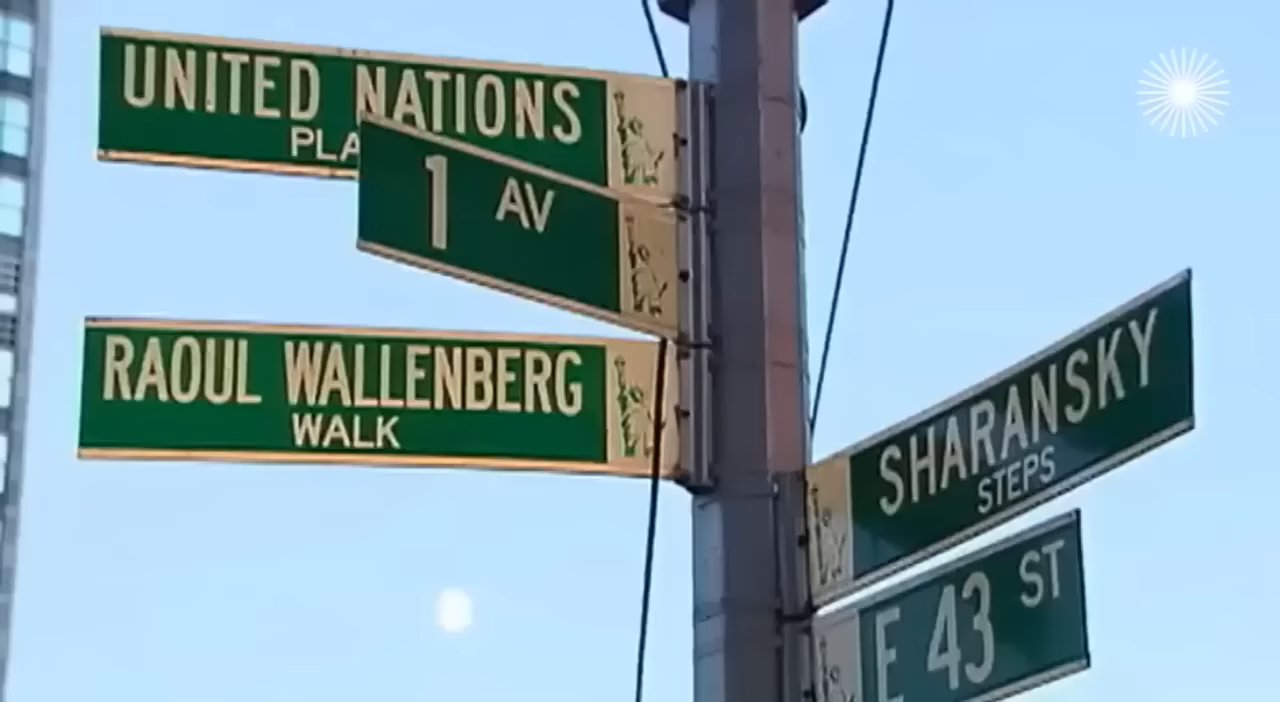 UNITED NATIONS
PLA
1 AV
RAOUL WALLENBERG
WALK
SHARANSKY
STEPS
E 43 ST